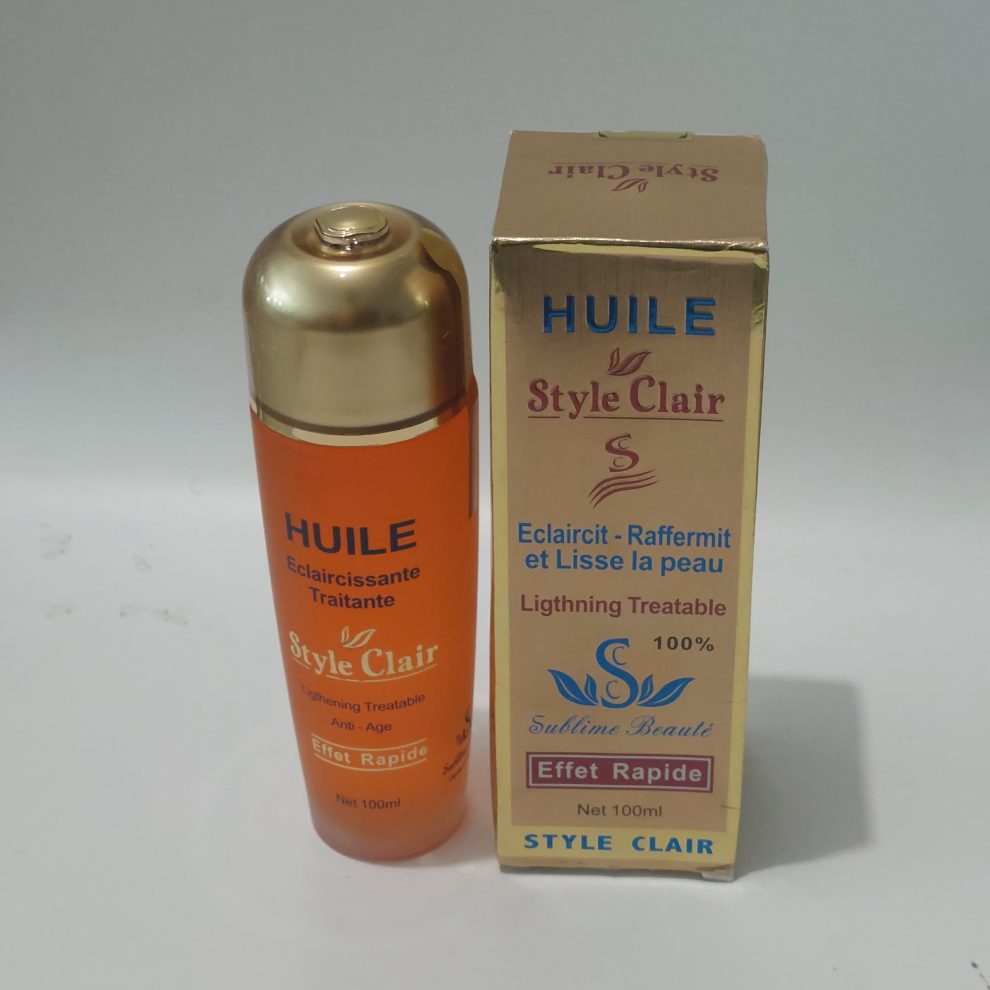 HUILE
Eclaircissante
Traitante
Style Clair
Ligthening Treatable
Anti - Age
Effet Rapide
Net 100ml
Style Clair
HUILE
Style Clair
Eclaircit - Raffermit
et Lisse la peau
Ligthning Treatable
100%
Sublime Beauté
Effet Rapide
Net 100ml
STYLE CLAIR